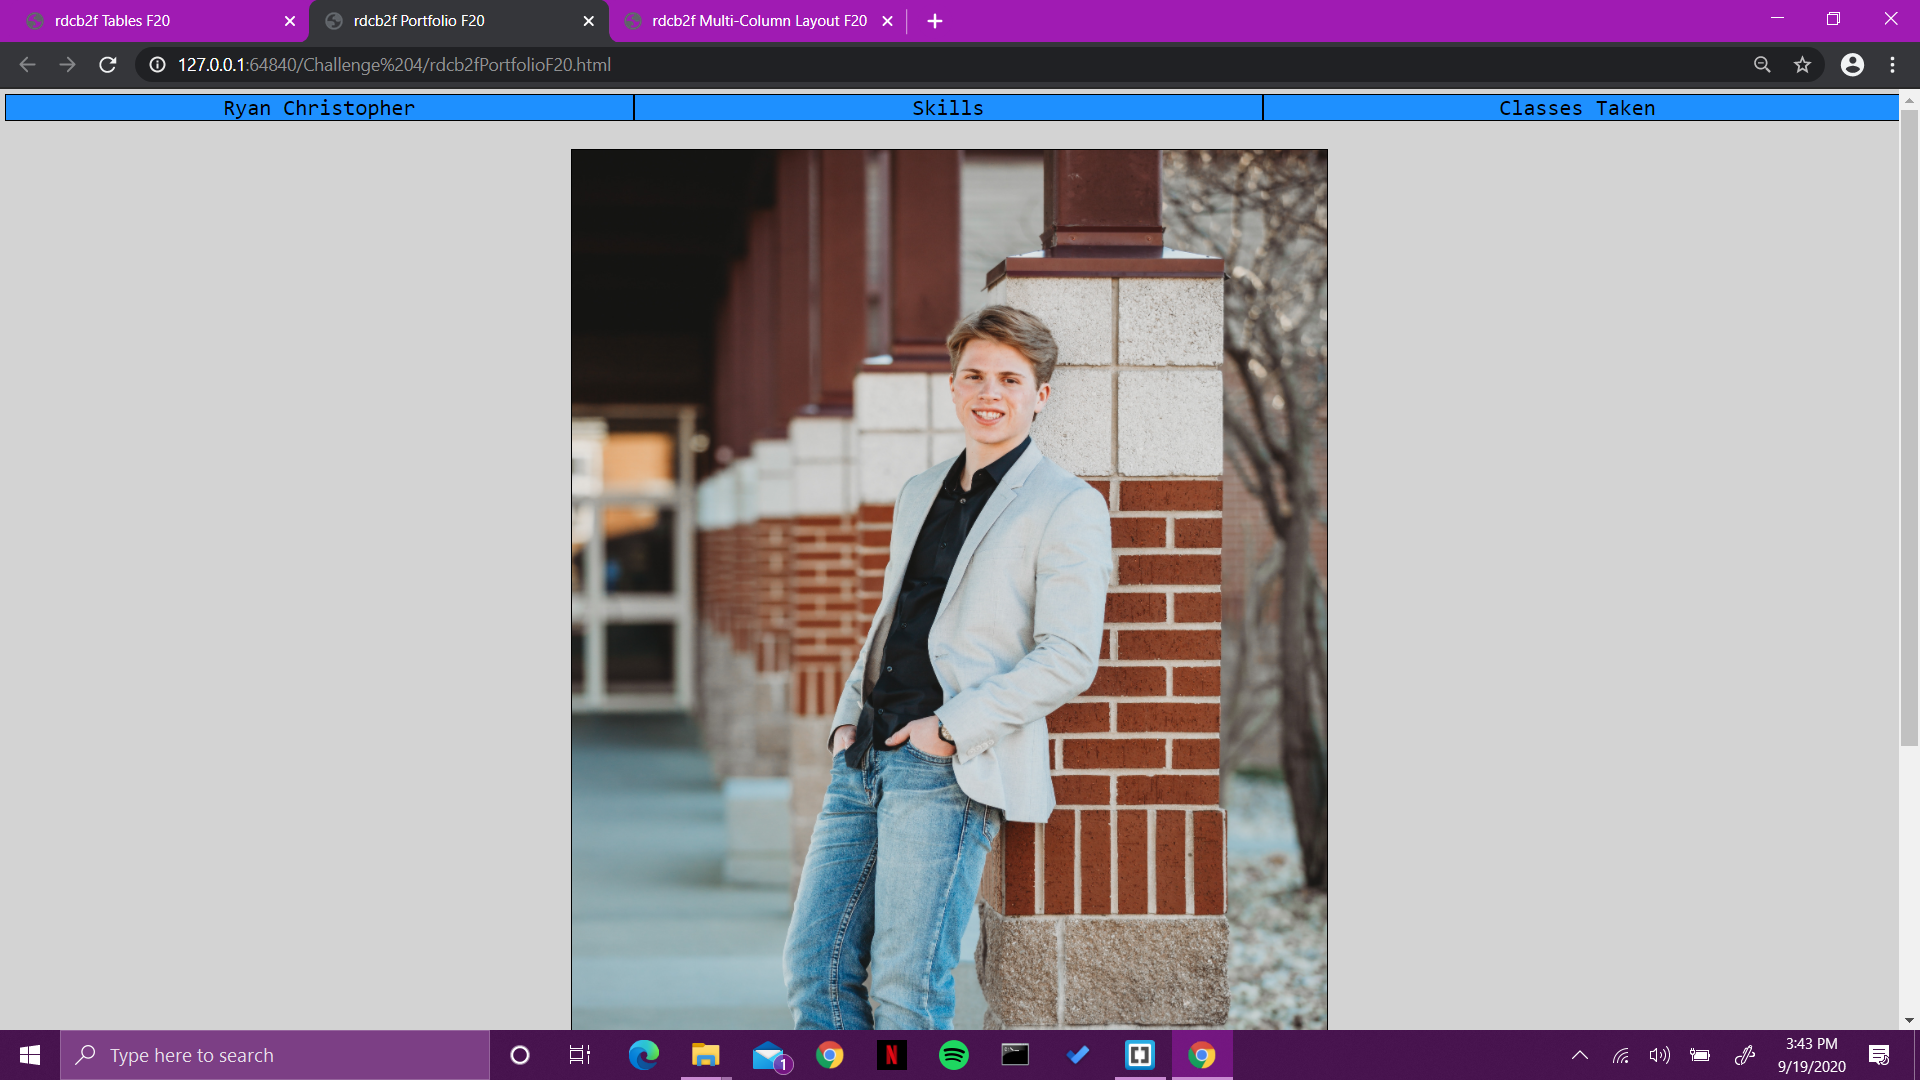 rdcb2f Tables F20
rdcb2f Portfolio F20
rdcb2f Multi-Column Layout F20
127.0.0.1:64840/Challenge%204/rdcb2fPortfolioF20.html
Ryan Christopher
Skills
Classes Taken
Type here to search
1
N
3:43 PM
9/19/2020